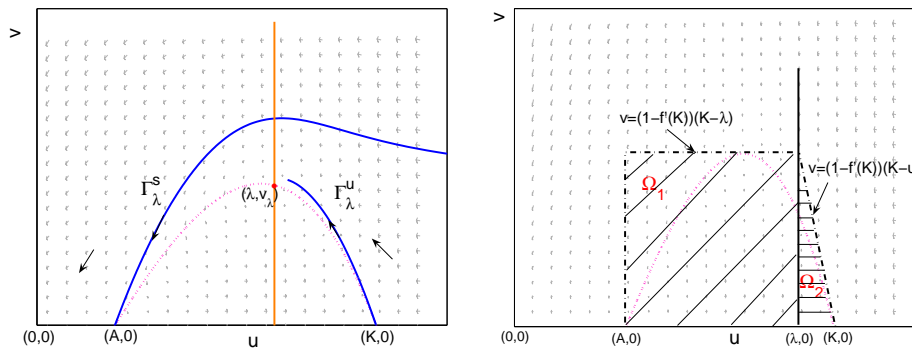 v
Γ_λ^s
(λ,v_λ)
Γ_λ^u
(0,0)
(A,0)
u
(K,0)
v
v=(1−f'(K))(K−λ)
v=(1−f'(K))(K−u
Ω_1
Ω_2
(0,0)
(A,0)
u
(λ,0)
(K,0)